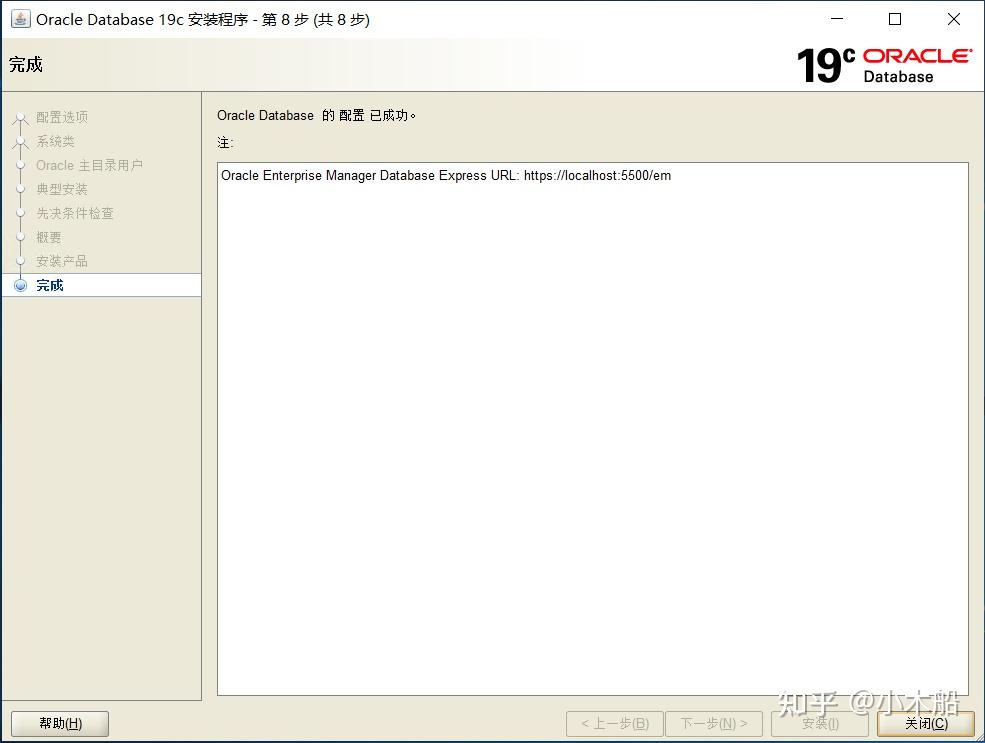 Oracle Database 19c 安装程序 - 第 8 步 (共 8 步)
完成
19c ORACLE
Database
配置选项
系统类
Oracle 主目录用户
典型安装
先决条件检查
概要
安装产品
完成
Oracle Database 的 配置 已成功。
注:
Oracle Enterprise Manager Database Express URL: https://localhost:5500/em
知乎 @小木船
帮助(H)
< 上一步(B)
下一步(N) >
安装(I)
关闭(C)